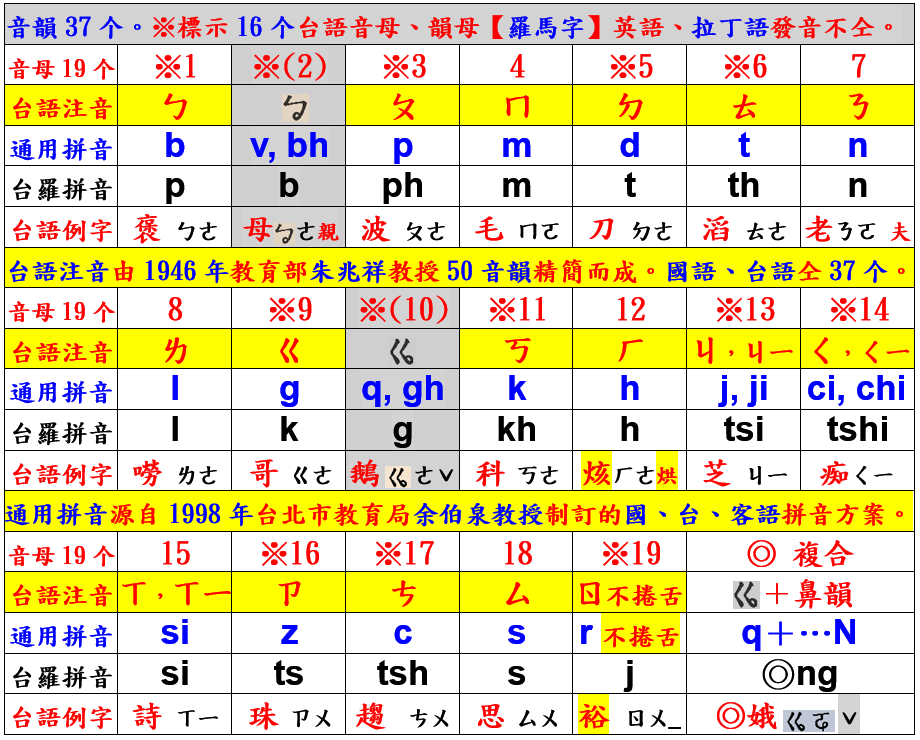 音韻 37 个。※標示 16 个台語音母、韻母【羅馬字】英語、拉丁語發音不仝。
音母 19 个 ※1 ※(2) ※3 4 ※5 ※6 7
台語注音 ㄅ ㆠ ㄆ ㄇ ㄉ ㄊ ㄋ
通用拼音 b v, bh p m d t n
台羅拼音 p b ph m t th n
台語例字 褒 ㄅㄜ 母ㆠㄜ親 波 ㄆㄜ 毛 ㄇㆦ 刀 ㄉㄜ 滔 ㄊㄜ 老ㄋㆦ 夫
台語注音由 1946 年教育部朱兆祥教授 50 音韻精簡而成。國語、台語仝 37 个。
音母 19 个 8 ※9 ※(10) ※11 12 ※13 ※14
台語注音 ㄌ ㄍ ㆣ ㄎ ㄏ ㄐ,ㄐㄧ ㄑ,ㄑㄧ
通用拼音 l g q, gh k h j, ji ci, chi
台羅拼音 l k g kh h tsi tshi
台語例字 嘮 ㄌㄜ 哥 ㄍㄜ 鵝 ㆣㄜˇ 科 ㄎㄜ 烗ㄏㄜ烘 芝 ㄐㄧ 痴ㄑㄧ
通用拼音源自 1998 年台北市教育局余伯泉教授制訂的國、台、客語拼音方案。
音母 19 个 15 ※16 ※17 18 ※19 ◎ 複合
台語注音 ㄒ,ㄒㄧ ㄗ ㄘ ㄙ ㄖ不捲舌 ㆣ+鼻韻
通用拼音 si z c s r 不捲舌 q+…N
台羅拼音 si ts tsh s j ◎ng
台語例字 詩 ㄒㄧ 珠 ㄗㄨ 趨 ㄘㄨ 思 ㄙㄨ 裕 ㄖㄨ_ ◎娥 ㆣㆧˇ